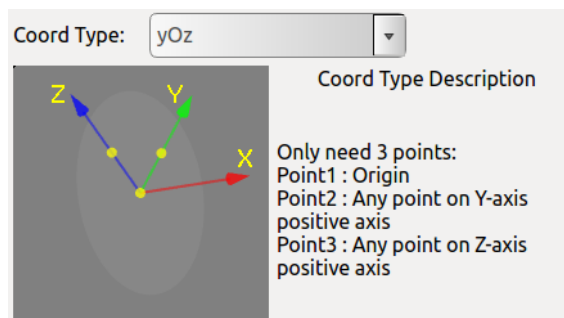 Coord Type: yOz
Coord Type Description
Z
Y
X
Only need 3 points:
Point1 : Origin
Point2 : Any point on Y-axis
positive axis
Point3 : Any point on Z-axis
positive axis